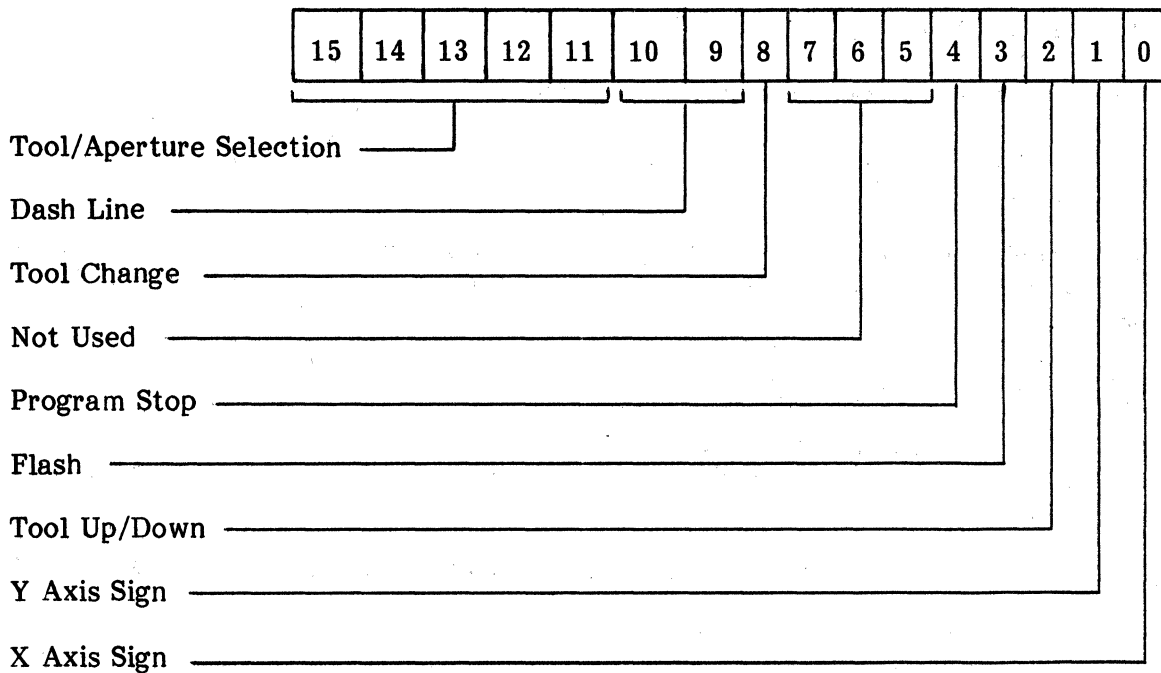 15 14 13 12 11 10 9 8 7 6 5 4 3 2 1 0
Tool/Aperture Selection
Dash Line
Tool Change
Not Used
Program Stop
Flash
Tool Up/Down
Y Axis Sign
X Axis Sign